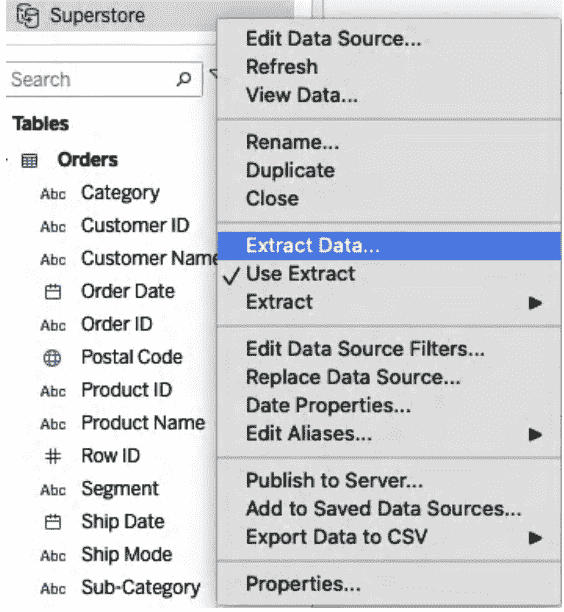 Superstore
Search
Tables
Orders
Abc Category
Abc Customer ID
Abc Customer Name
Order Date
Abc Order ID
Postal Code
Abc Product ID
Abc Product Name
# Row ID
Abc Segment
Ship Date
Abc Ship Mode
Abc Sub-Category
Edit Data Source...
Refresh
View Data...
Rename...
Duplicate
Close
Extract Data...
✓ Use Extract
Extract
Edit Data Source Filters...
Replace Data Source...
Date Properties...
Edit Aliases...
Publish to Server...
Add to Saved Data Sources...
Export Data to CSV
Properties...